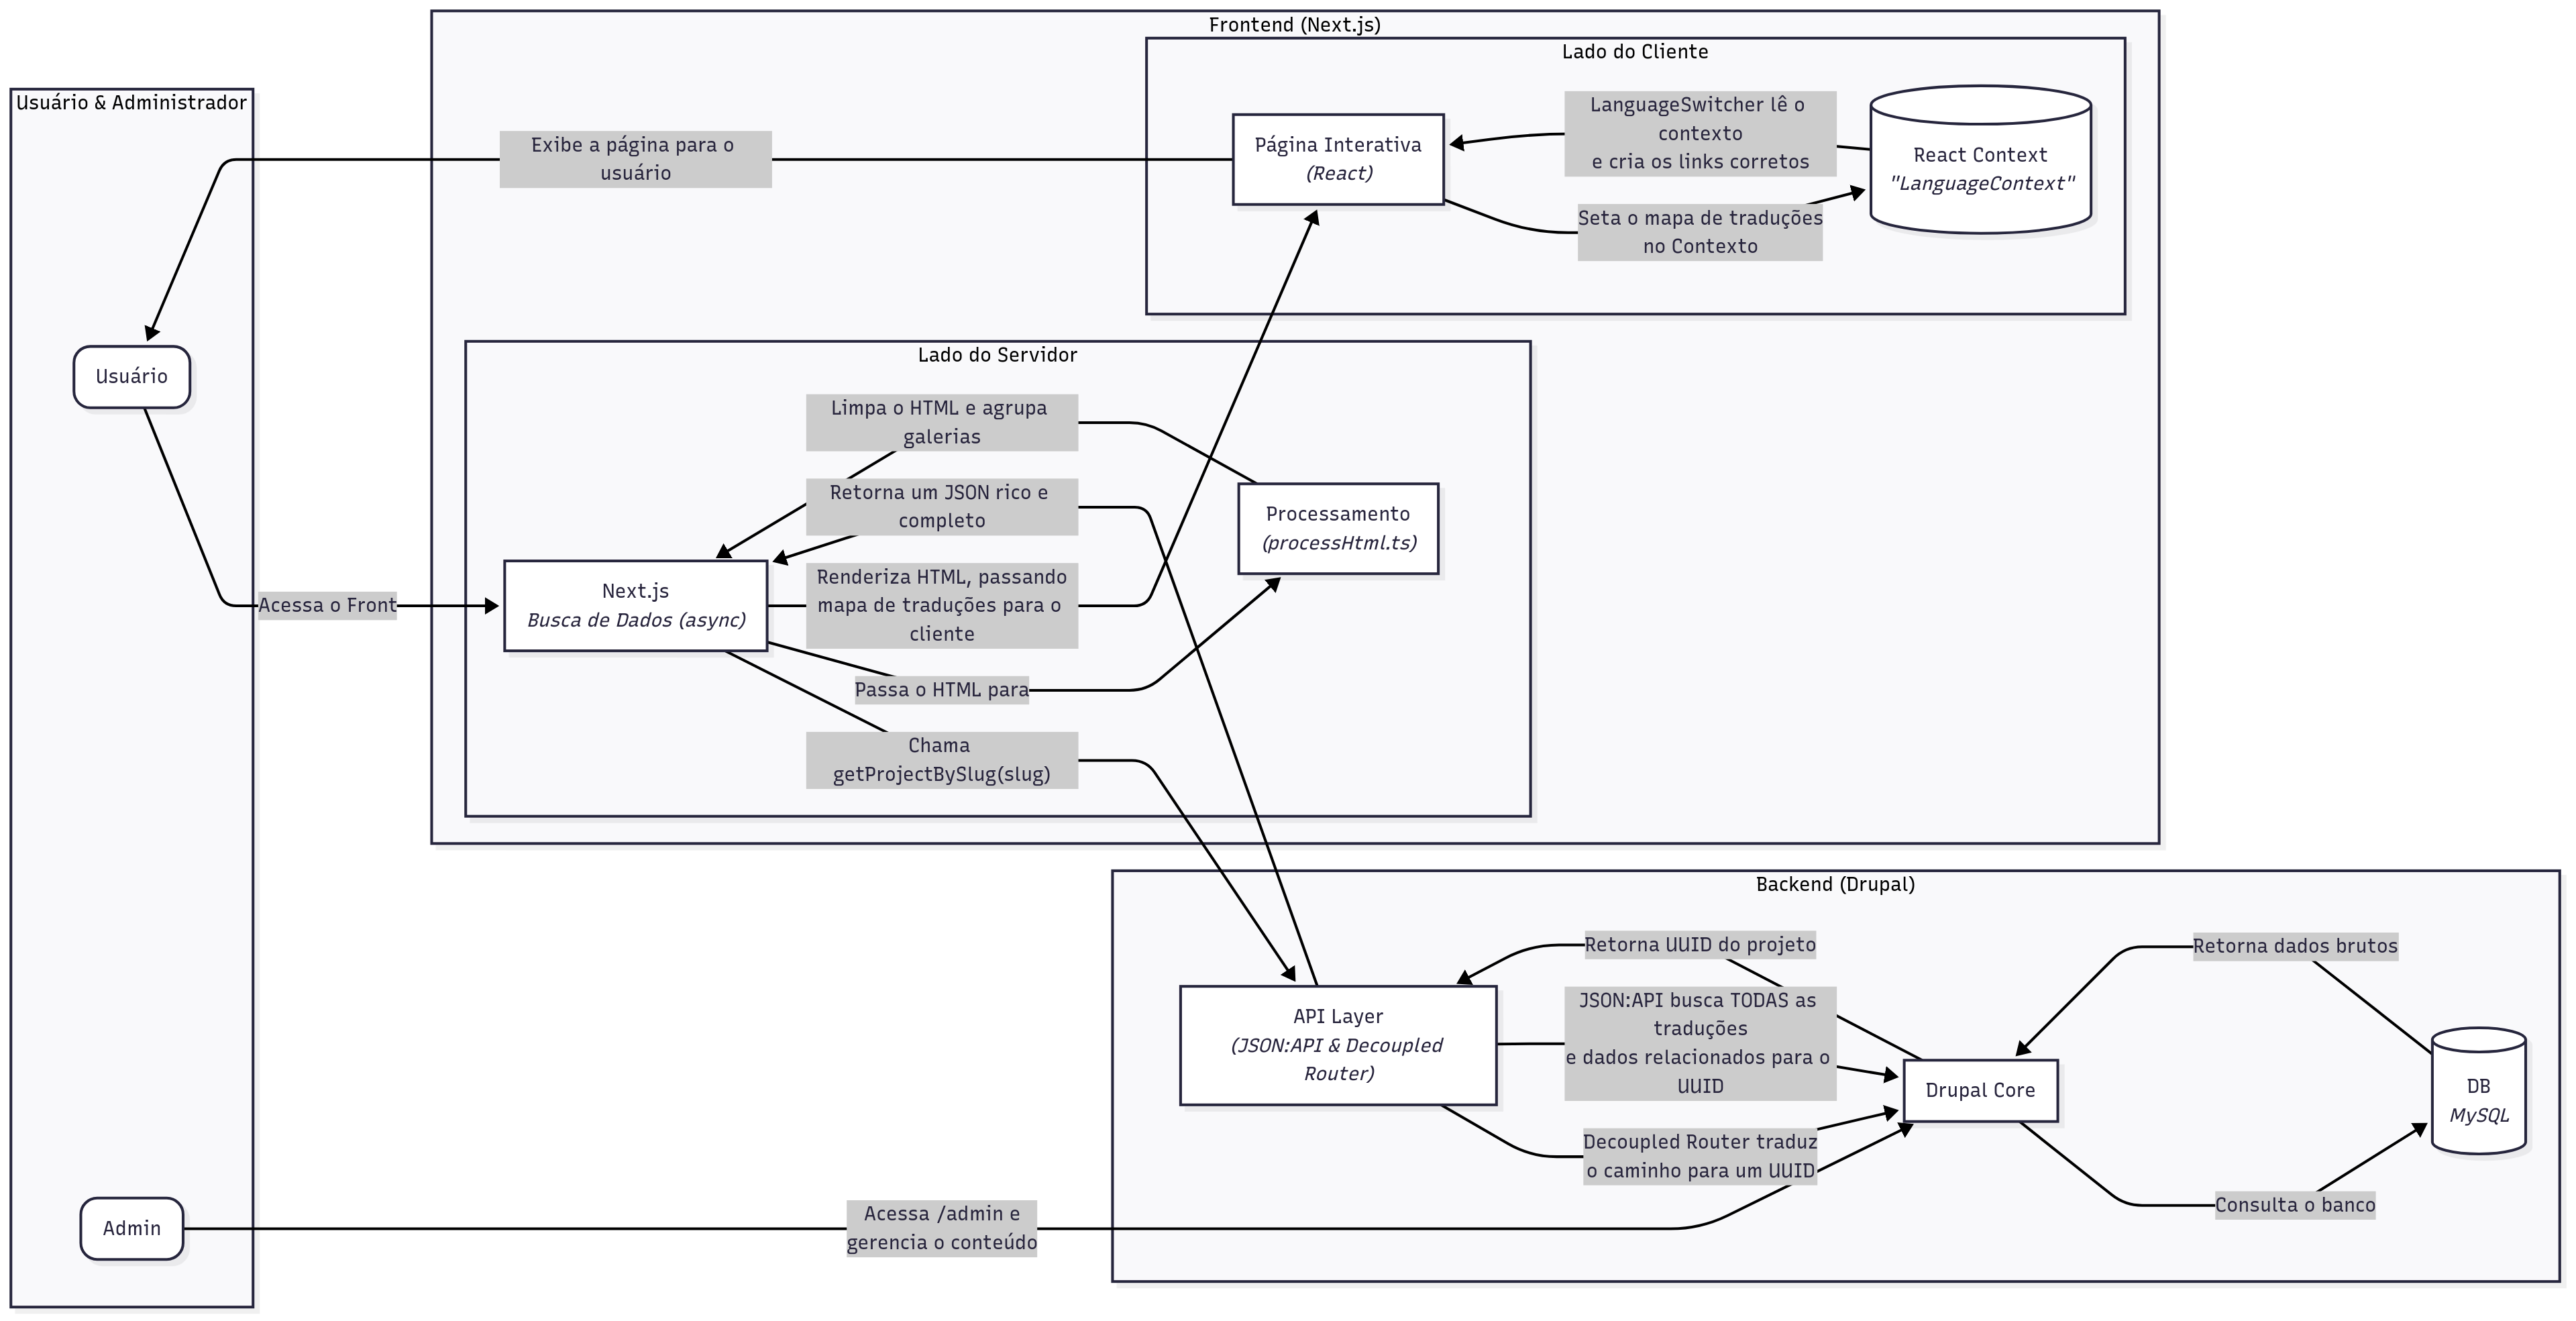 Frontend (Next.js)
Lado do Cliente
Usuário & Administrador
LanguageSwitcher lê o
contexto
e cria os links corretos
Exibe a página para o
usuário
Página Interativa
(React)
React Context
"LanguageContext"
Seta o mapa de traduções
no Contexto
Lado do Servidor
Usuário
Limpa o HTML e agrupa
galerias
Retorna um JSON rico e
completo
Processamento
(processHtml.ts)
Acessa o Front
Next.js
Busca de Dados (async)
Renderiza HTML, passando
mapa de traduções para o
cliente
Passa o HTML para
Chama
getProjectBySlug(slug)
Backend (Drupal)
Retorna UUID do projeto
Retorna dados brutos
API Layer
(JSON:API & Decoupled
Router)
JSON:API busca TODAS as
traduções
e dados relacionados para o
UUID
Drupal Core
DB
MySQL
Decoupled Router traduz
o caminho para um UUID
Consulta o banco
Admin
Acessa /admin e
gerencia o conteúdo